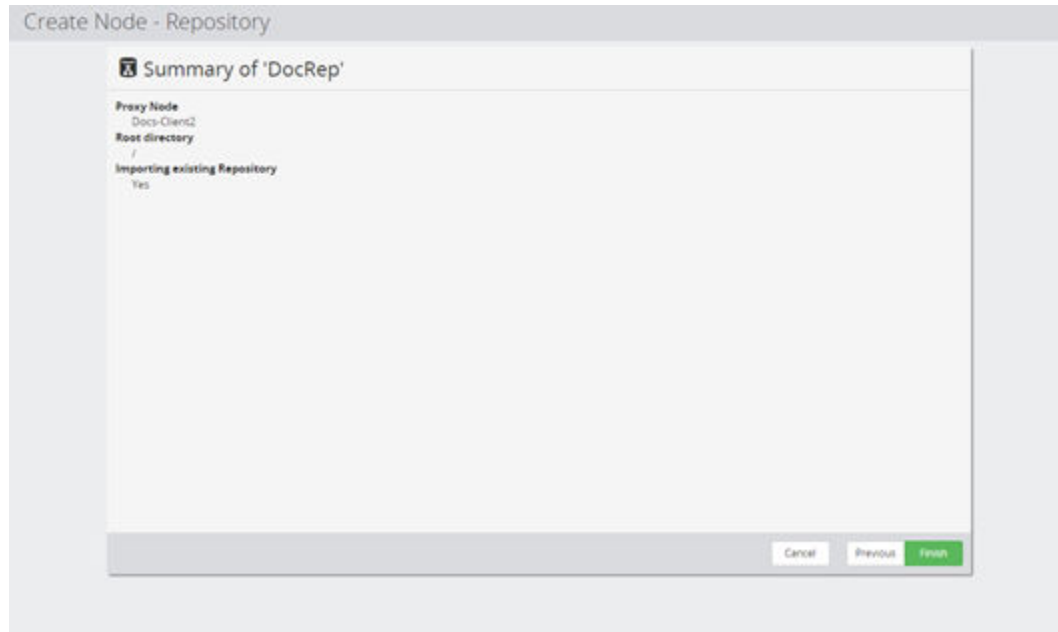 Create Node - Repository
Summary of 'DocRep'
Proxy Node
Docs-Client2
Root directory
/
Importing existing Repository
Yes
Cancel Previous Finish